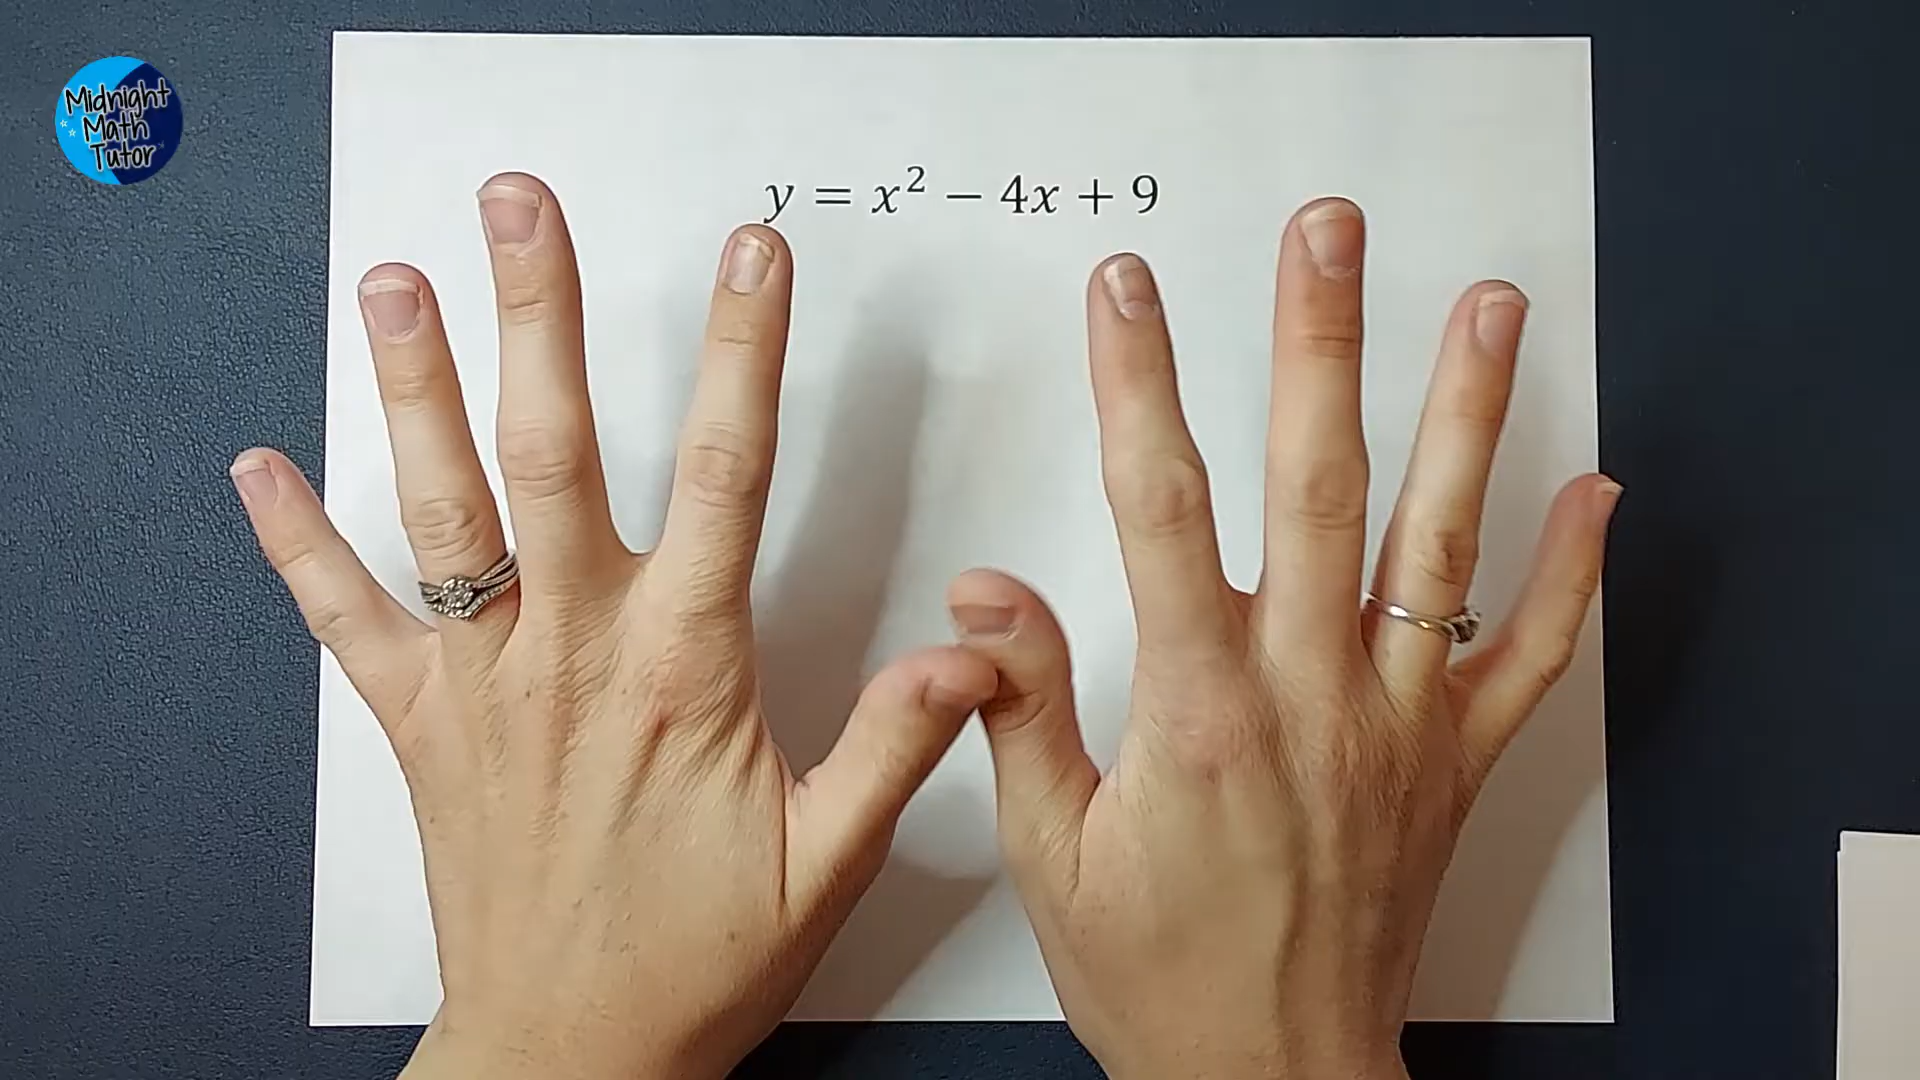 Midnight
Math
Tutor
y = x² − 4x + 9